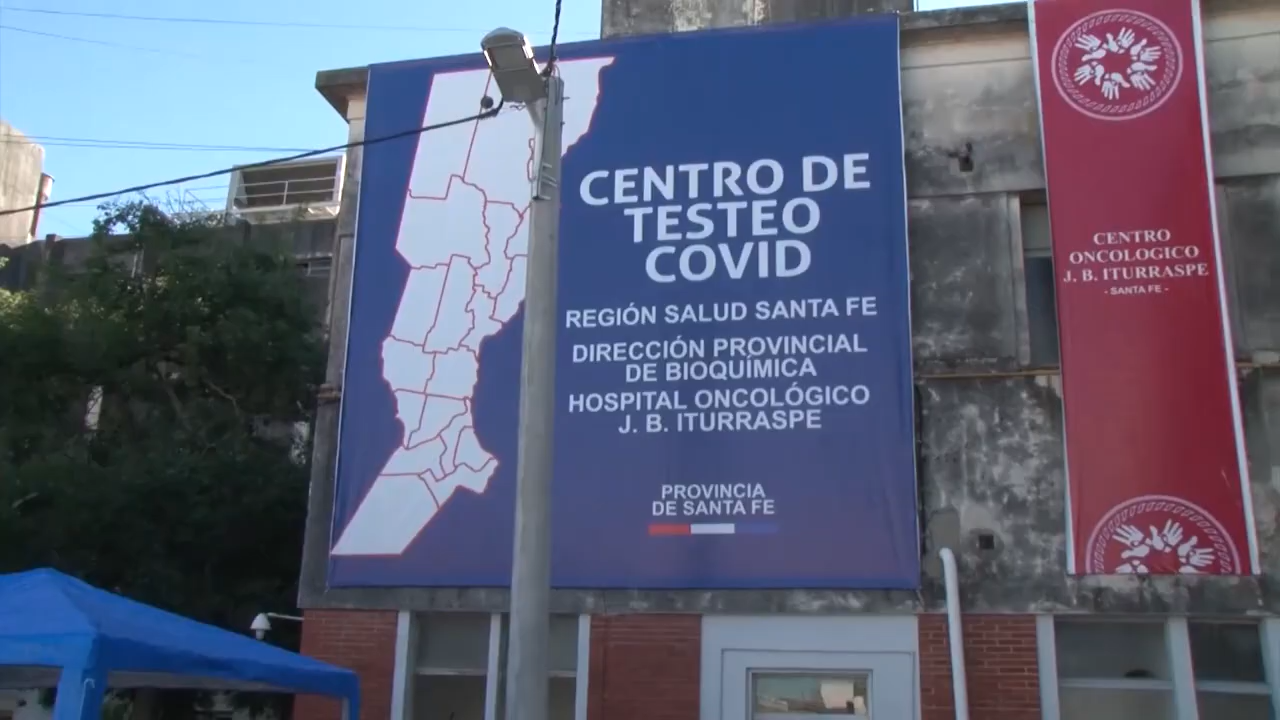 CENTRO DE
TESTEO
COVID
REGIÓN SALUD SANTA FE
DIRECCIÓN PROVINCIAL
DE BIOQUÍMICA
HOSPITAL ONCOLÓGICO
J. B. ITURRASPE
PROVINCIA
DE SANTA FE
CENTRO
ONCOLOGICO
J. B. ITURRASPE
- SANTA FE -